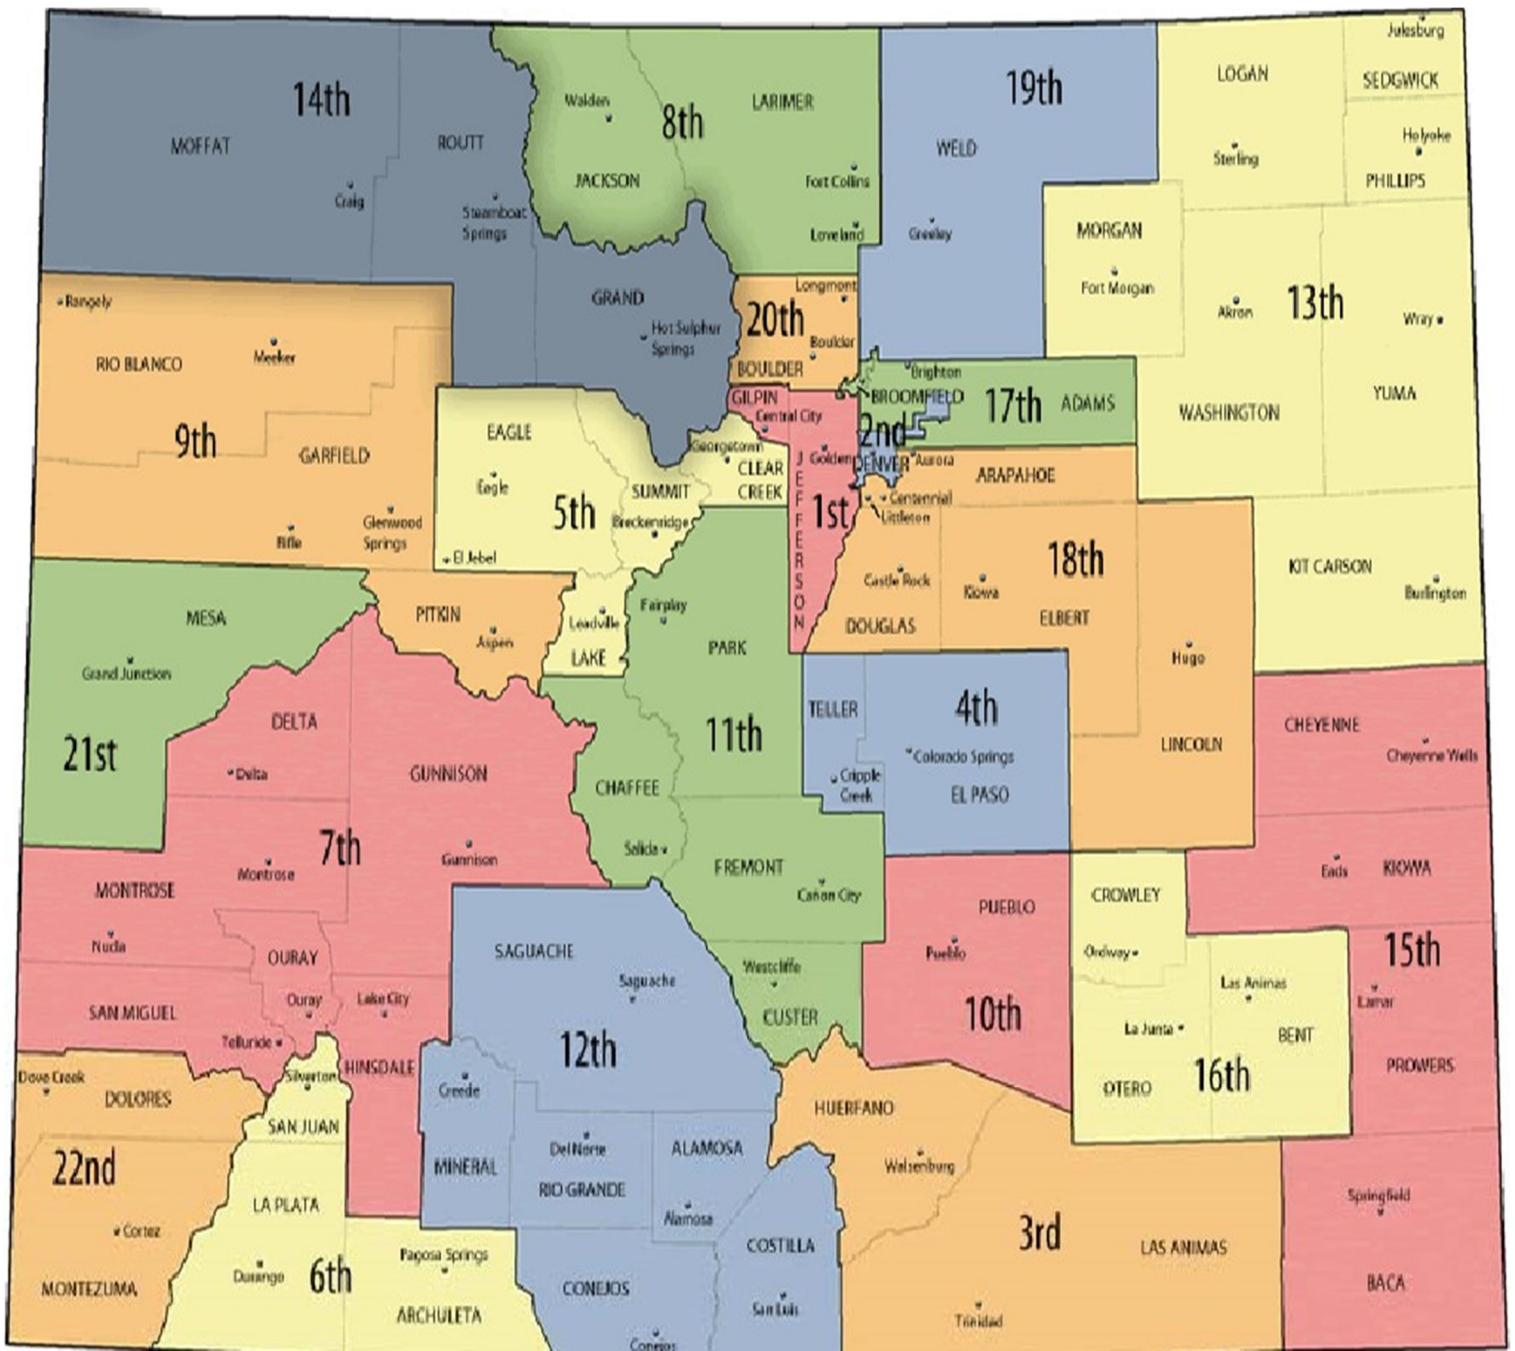 Julesburg
LOGAN
SEDGWICK
14th
19th
Walden
LARIMER
8th
MOFFAT
ROUTT
WELD
Holyoke
Sterling
JACKSON
Fort Collins
PHILLIPS
Craig
Steamboat
Springs
Loveland
Greeley
MORGAN
Fort Morgan
GRAND
Longmont
Rangely
Akron
13th
Wray
20th
Hot Sulphur
Springs
Boulder
RIO BLANCO
Meeker
BOULDER
Brighton
GILPIN
BROOMFIELD
17th
ADAMS
YUMA
Central City
WASHINGTON
9th
EAGLE
2nd
Georgetown
GARFIELD
JEFFERSON
Golden
DENVER
Aurora
CLEAR
CREEK
ARAPAHOE
Eagle
SUMMIT
5th
1st
Centennial
Littleton
Glenwood
Springs
Breckenridge
Rifle
El Jebel
18th
KIT CARSON
Castle Rock
Kiowa
Burlington
MESA
PITKIN
Fairplay
Leadville
ELBERT
DOUGLAS
Aspen
PARK
LAKE
Hugo
Grand Junction
TELLER
4th
DELTA
CHEYENNE
21st
11th
LINCOLN
Colorado Springs
Cheyenne Wells
Delta
GUNNISON
CHAFFEE
Cripple
Creek
EL PASO
7th
Salida
Gunnison
Montrose
FREMONT
Eads
KIOWA
MONTROSE
Cañon City
CROWLEY
PUEBLO
Nucla
OURAY
SAGUACHE
Pueblo
Ordway
15th
Westcliffe
Saguache
Las Animas
Ouray
Lake City
Lamar
SAN MIGUEL
CUSTER
10th
La Junta
BENT
Telluride
12th
HINSDALE
PROWERS
16th
Dove Creek
Silverton
OTERO
Creede
DOLORES
HUERFANO
SAN JUAN
Del Norte
ALAMOSA
22nd
MINERAL
Walsenburg
RIO GRANDE
Springfield
LA PLATA
Alamosa
Cortez
3rd
COSTILLA
LAS ANIMAS
Pagosa Springs
Durango
6th
MONTEZUMA
CONEJOS
BACA
San Luis
ARCHULETA
Trinidad
Conejos